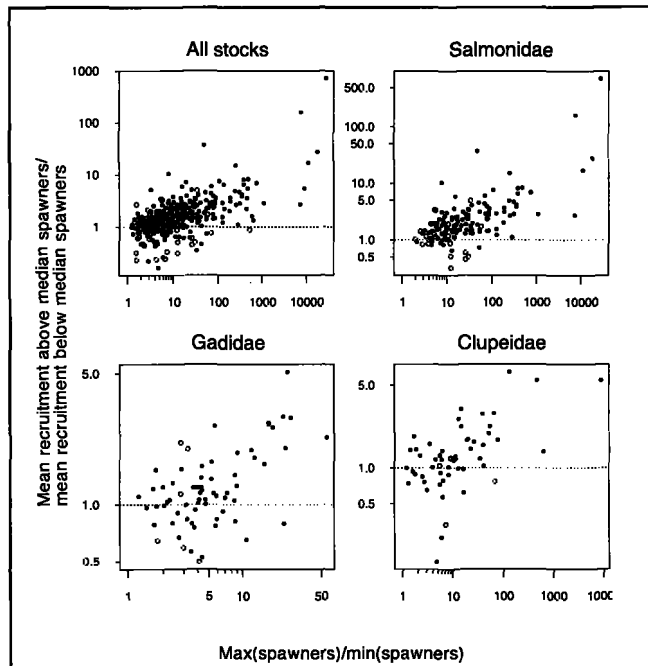 Mean recruitment above median spawners/
mean recruitment below median spawners
All stocks
1000
100
10
1
1 10 100 1000 10000
Salmonidae
500.0
100.0
50.0
10.0
5.0
1.0
0.5
1 10 100 1000 10000
Gadidae
5.0
1.0
0.5
1 5 10 50
Clupeidae
5.0
1.0
0.5
1 10 100 1000 1000
Max(spawners)/min(spawners)